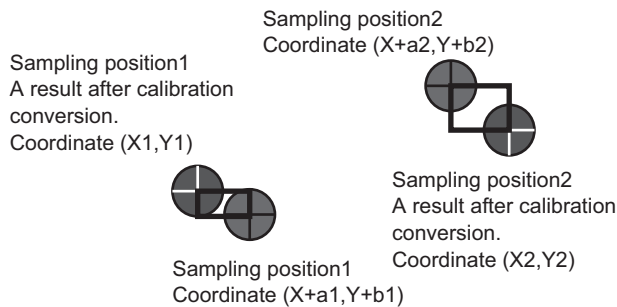 Sampling position2
Coordinate (X+a2,Y+b2)
Sampling position1
A result after calibration
conversion.
Coordinate (X1,Y1)
Sampling position2
A result after calibration
conversion.
Coordinate (X2,Y2)
Sampling position1
Coordinate (X+a1,Y+b1)